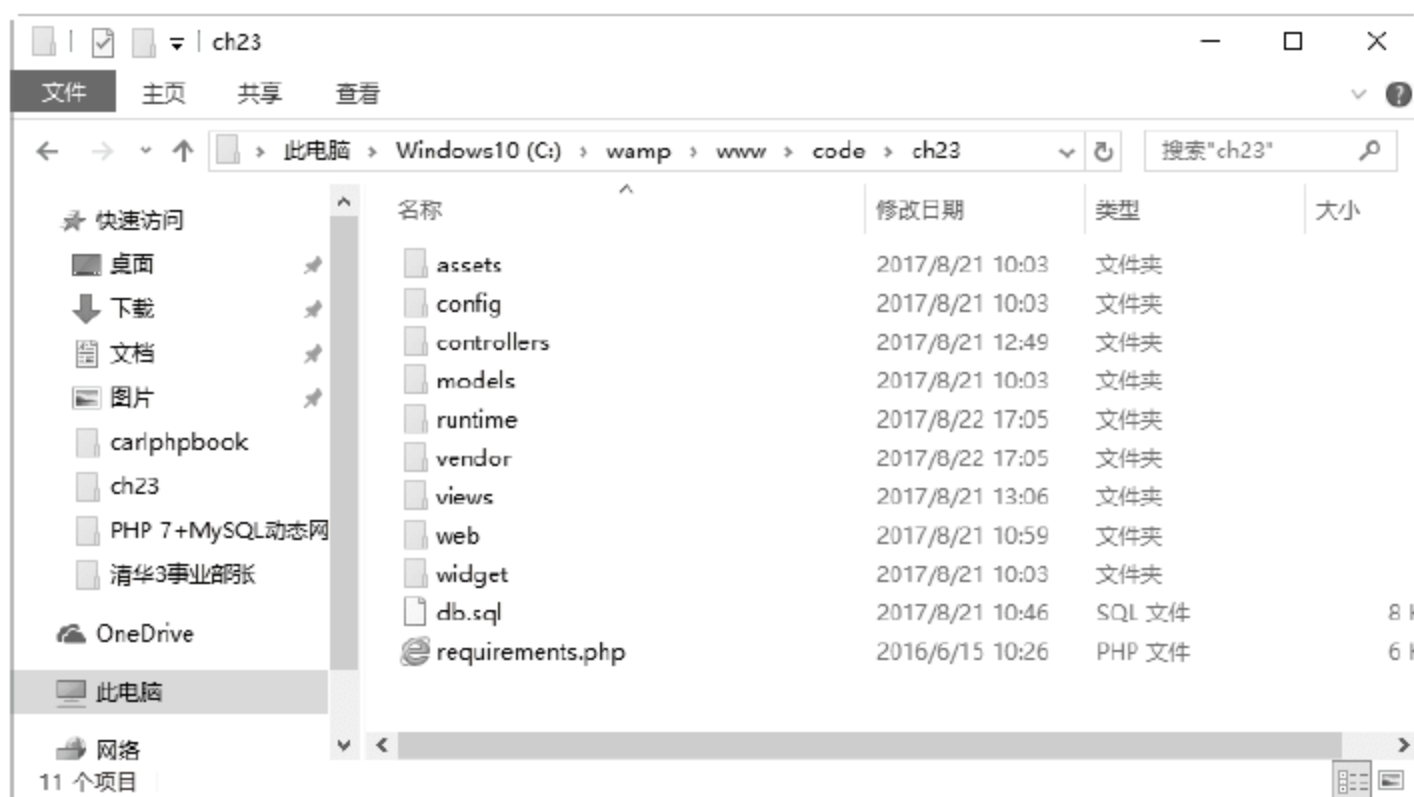 ch23
文件 主页 共享 查看
此电脑 > Windows10 (C:) > wamp > www > code > ch23 搜索"ch23"
名称 修改日期 类型 大小
快速访问
桌面
下载
文档
图片
carlphpbook
ch23
PHP 7+MySQL动态网
清华3事业部张
OneDrive
此电脑
网络
assets 2017/8/21 10:03 文件夹
config 2017/8/21 10:03 文件夹
controllers 2017/8/21 12:49 文件夹
models 2017/8/21 10:03 文件夹
runtime 2017/8/22 17:05 文件夹
vendor 2017/8/22 17:05 文件夹
views 2017/8/21 13:06 文件夹
web 2017/8/21 10:59 文件夹
widget 2017/8/21 10:03 文件夹
db.sql 2017/8/21 10:46 SQL 文件 8
requirements.php 2016/6/15 10:26 PHP 文件 6
11 个项目